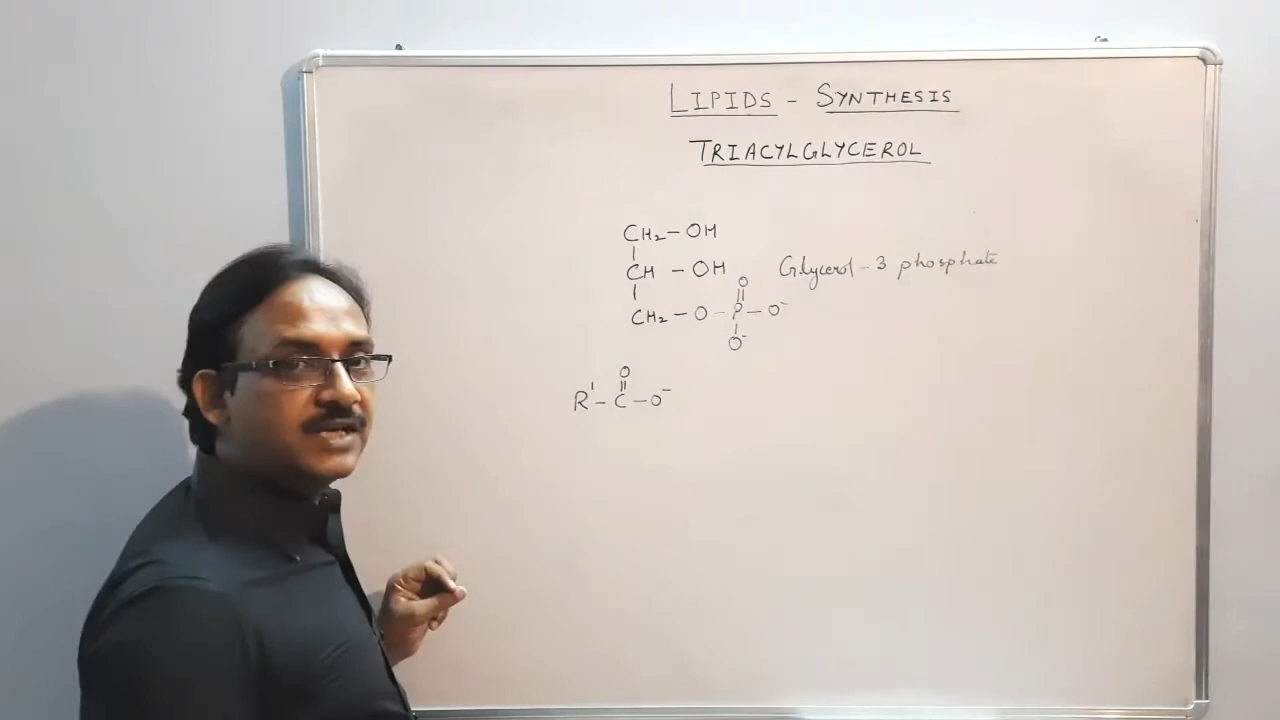 LIPIDS - SYNTHESIS
TRIACYLGLYCEROL
CH₂-OH
CH -OH
Glycerol-3 phosphate
O
CH₂-O-P-O⁻
O⁻
O
R'-C-O⁻